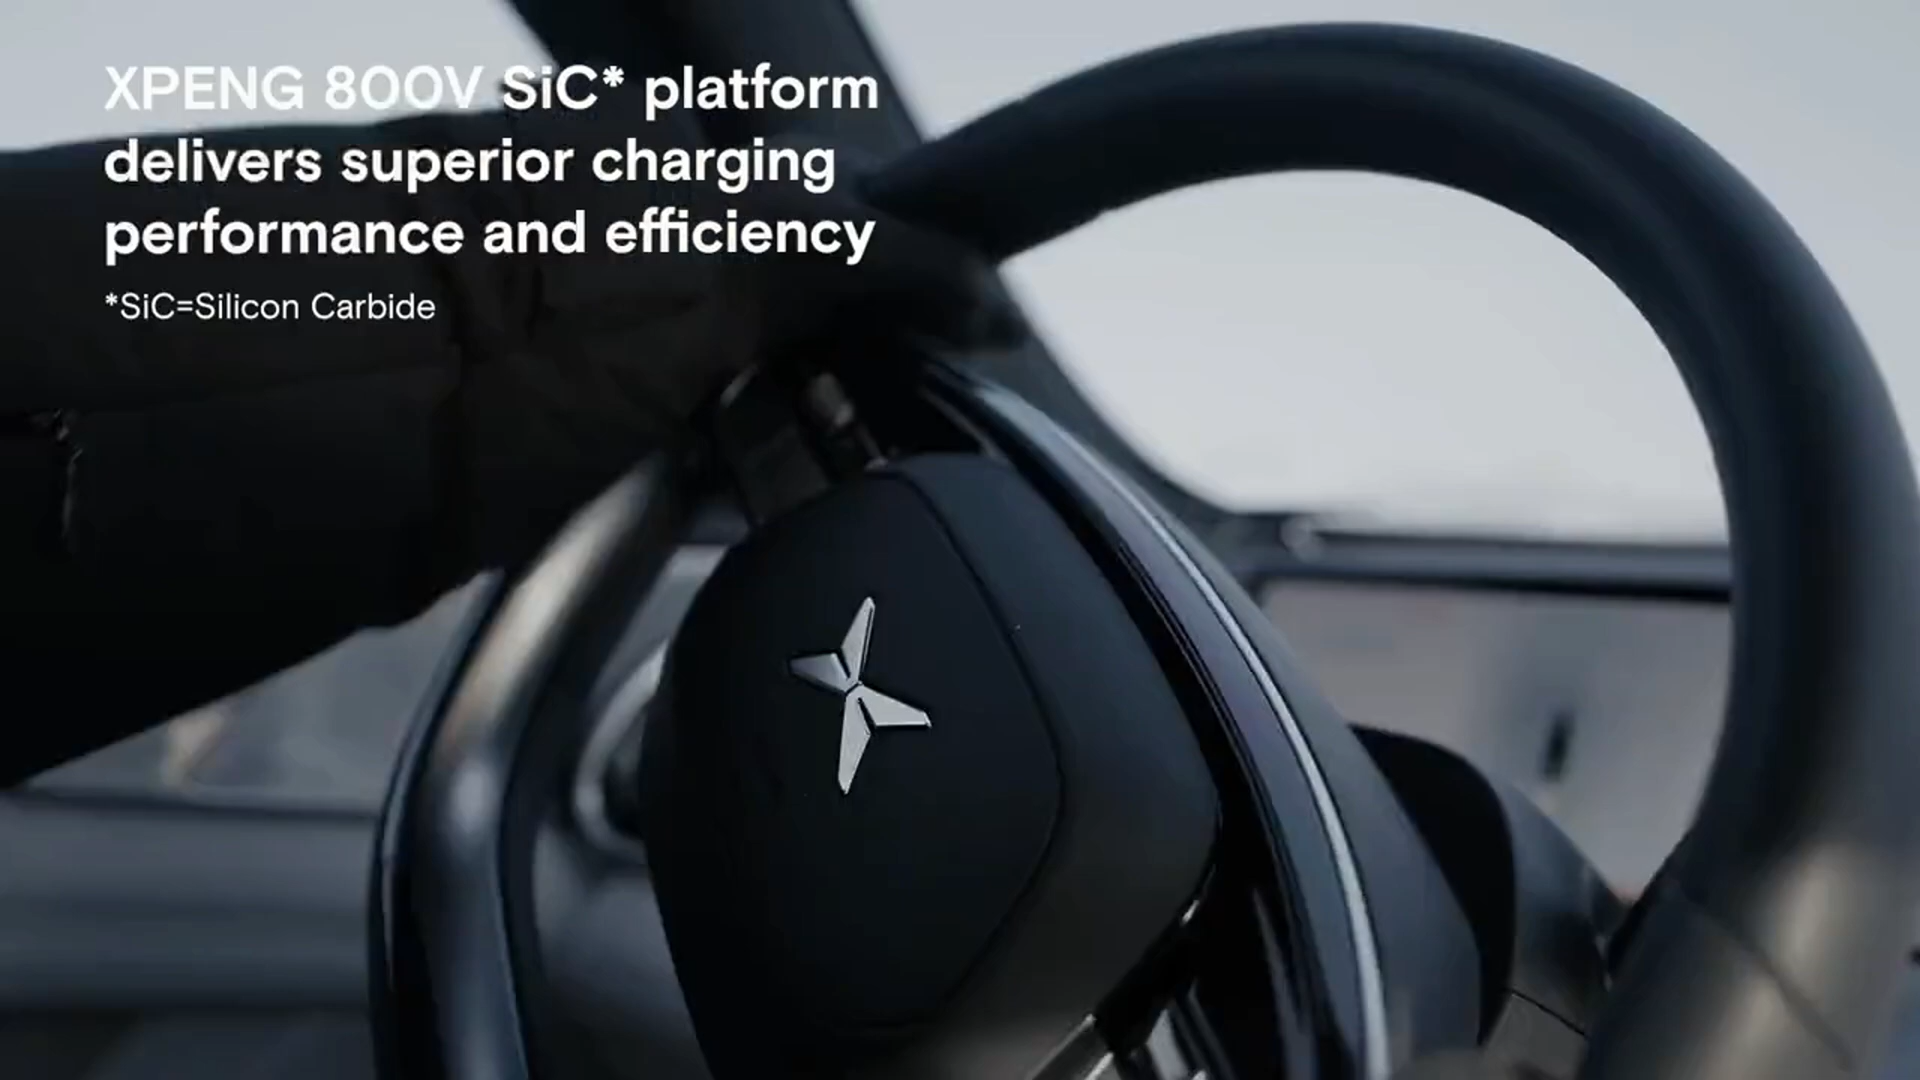 XPENG 800V SiC* platform
delivers superior charging
performance and efficiency
*SiC=Silicon Carbide